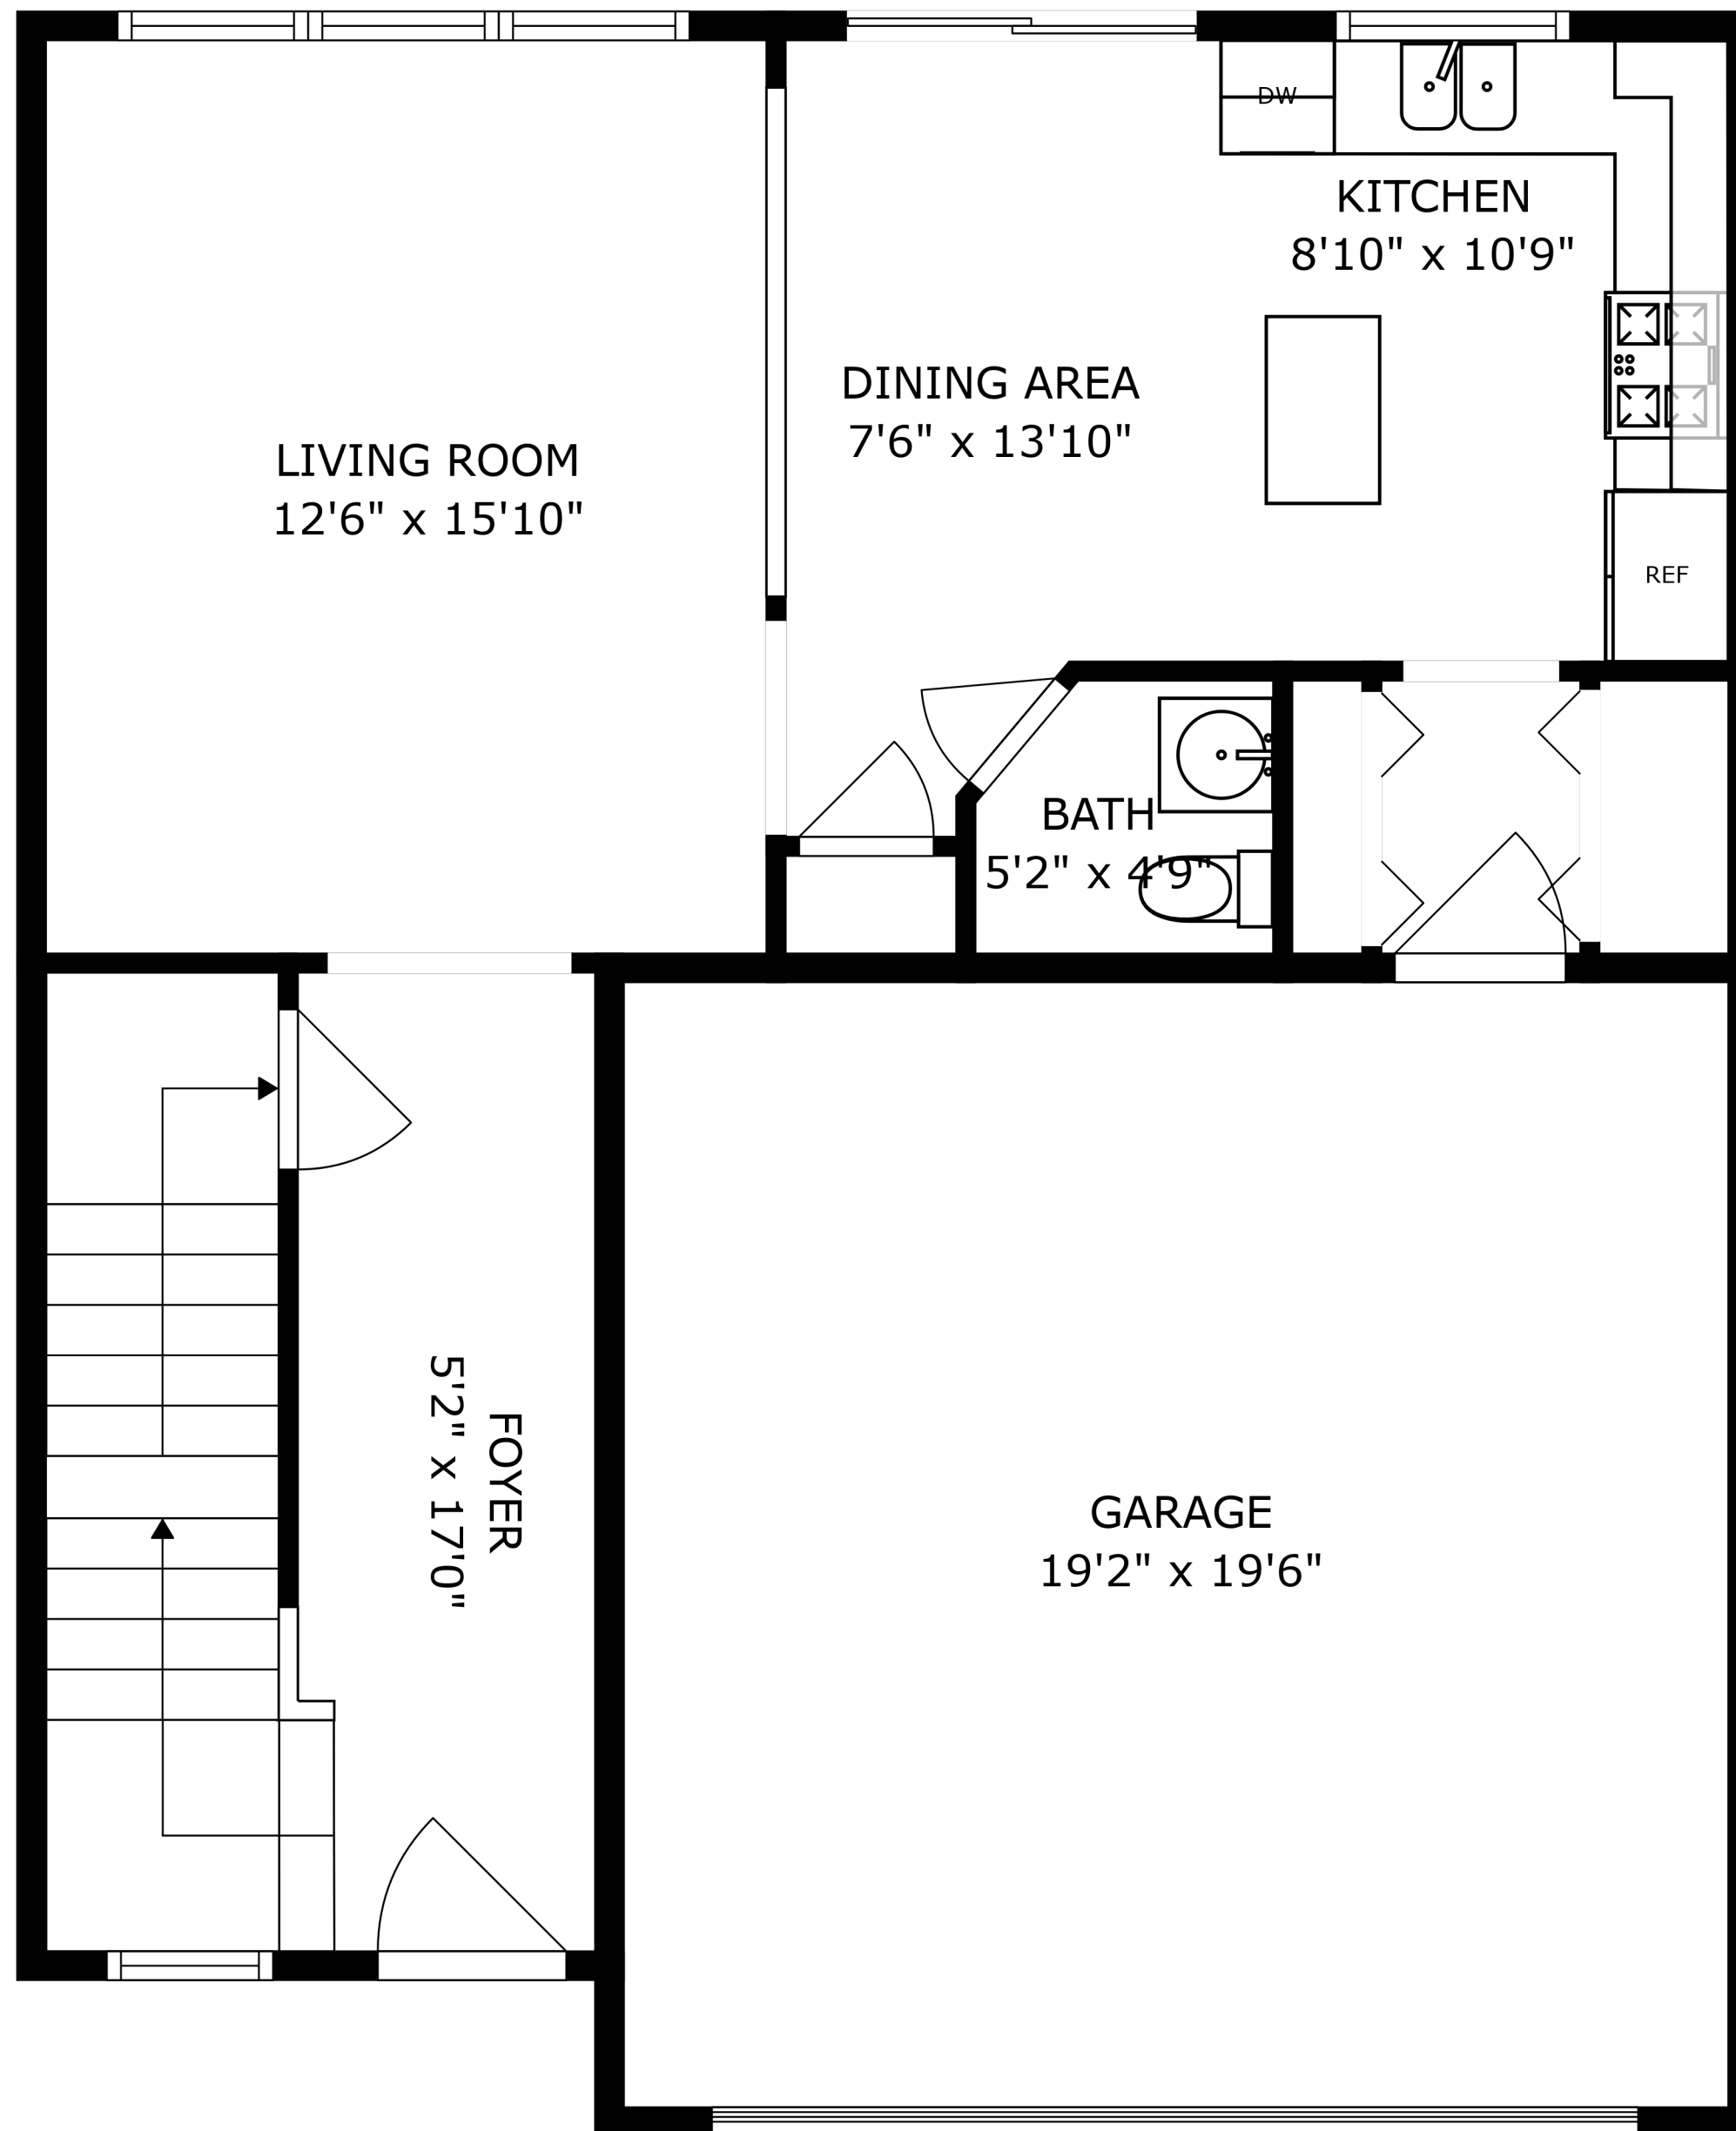 DW
KITCHEN
8'10" x 10'9"
DINING AREA
7'6" x 13'10"
LIVING ROOM
12'6" x 15'10"
REF
BATH
5'2" x 4'9"
FOYER
5'2" x 17'0"
GARAGE
19'2" x 19'6"